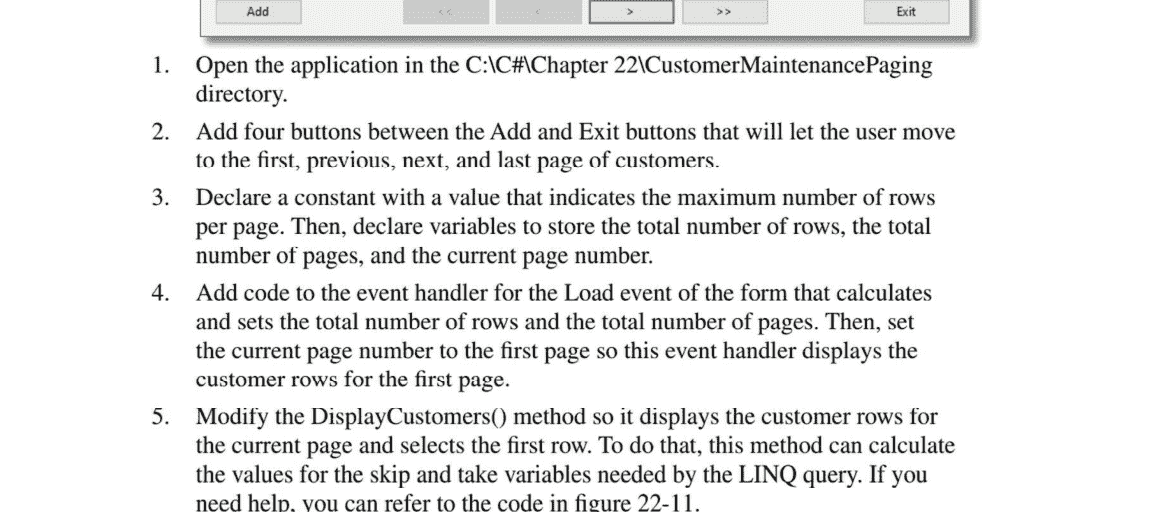 Add << < > >> Exit
1. Open the application in the C:\C#\Chapter 22\CustomerMaintenancePaging
directory.
2. Add four buttons between the Add and Exit buttons that will let the user move
to the first, previous, next, and last page of customers.
3. Declare a constant with a value that indicates the maximum number of rows
per page. Then, declare variables to store the total number of rows, the total
number of pages, and the current page number.
4. Add code to the event handler for the Load event of the form that calculates
and sets the total number of rows and the total number of pages. Then, set
the current page number to the first page so this event handler displays the
customer rows for the first page.
5. Modify the DisplayCustomers() method so it displays the customer rows for
the current page and selects the first row. To do that, this method can calculate
the values for the skip and take variables needed by the LINQ query. If you
need help, you can refer to the code in figure 22-11.